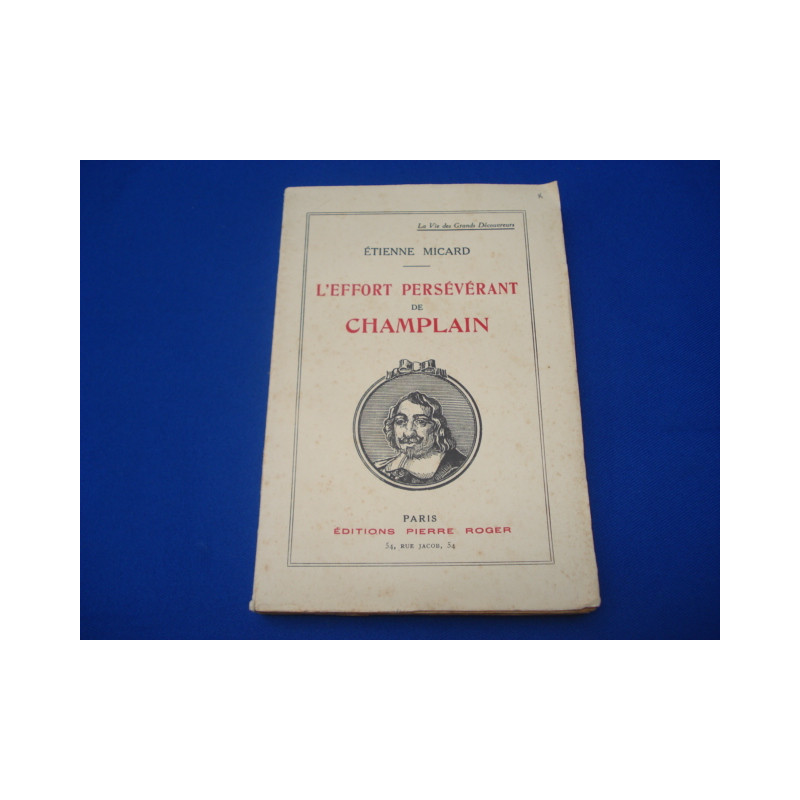 La Vie des Grands Découvreurs
ÉTIENNE MICARD
L'EFFORT PERSÉVÉRANT
DE
CHAMPLAIN
PARIS
ÉDITIONS PIERRE ROGER
54, RUE JACOB, 54